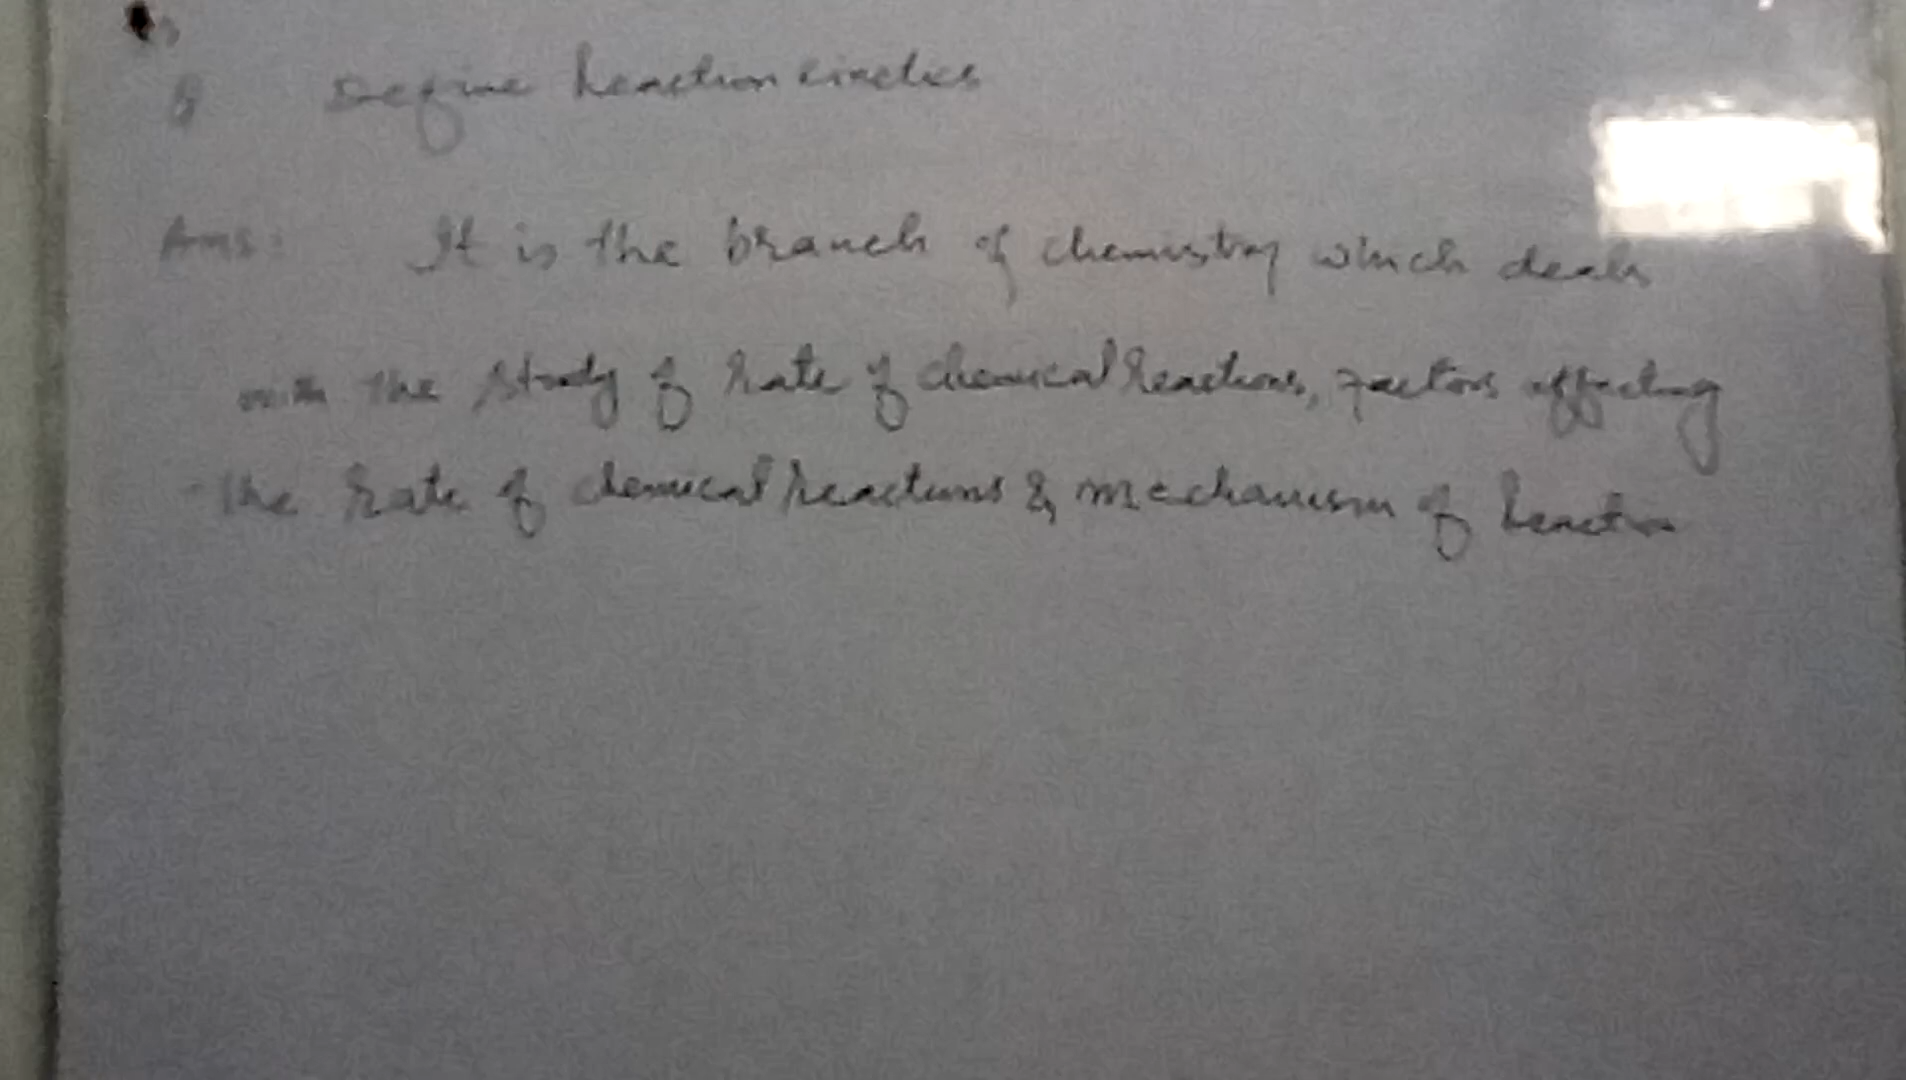 Q Define Reaction kinetics
Ans: It is the branch of chemistry which deals
with the study of rate of chemical reactions, factors affecting
the rate of chemical reactions & mechanism of reaction